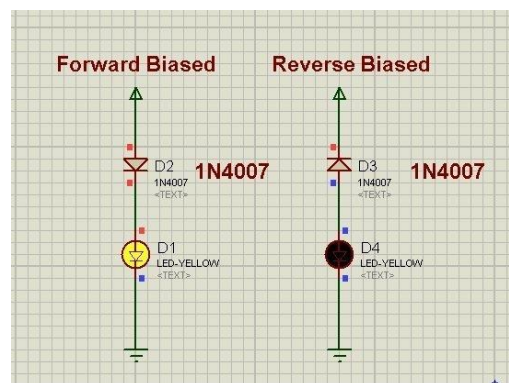 Forward Biased
Reverse Biased
D2
1N4007
1N4007
<TEXT>
D3
1N4007
1N4007
<TEXT>
D1
LED-YELLOW
<TEXT>
D4
LED-YELLOW
<TEXT>